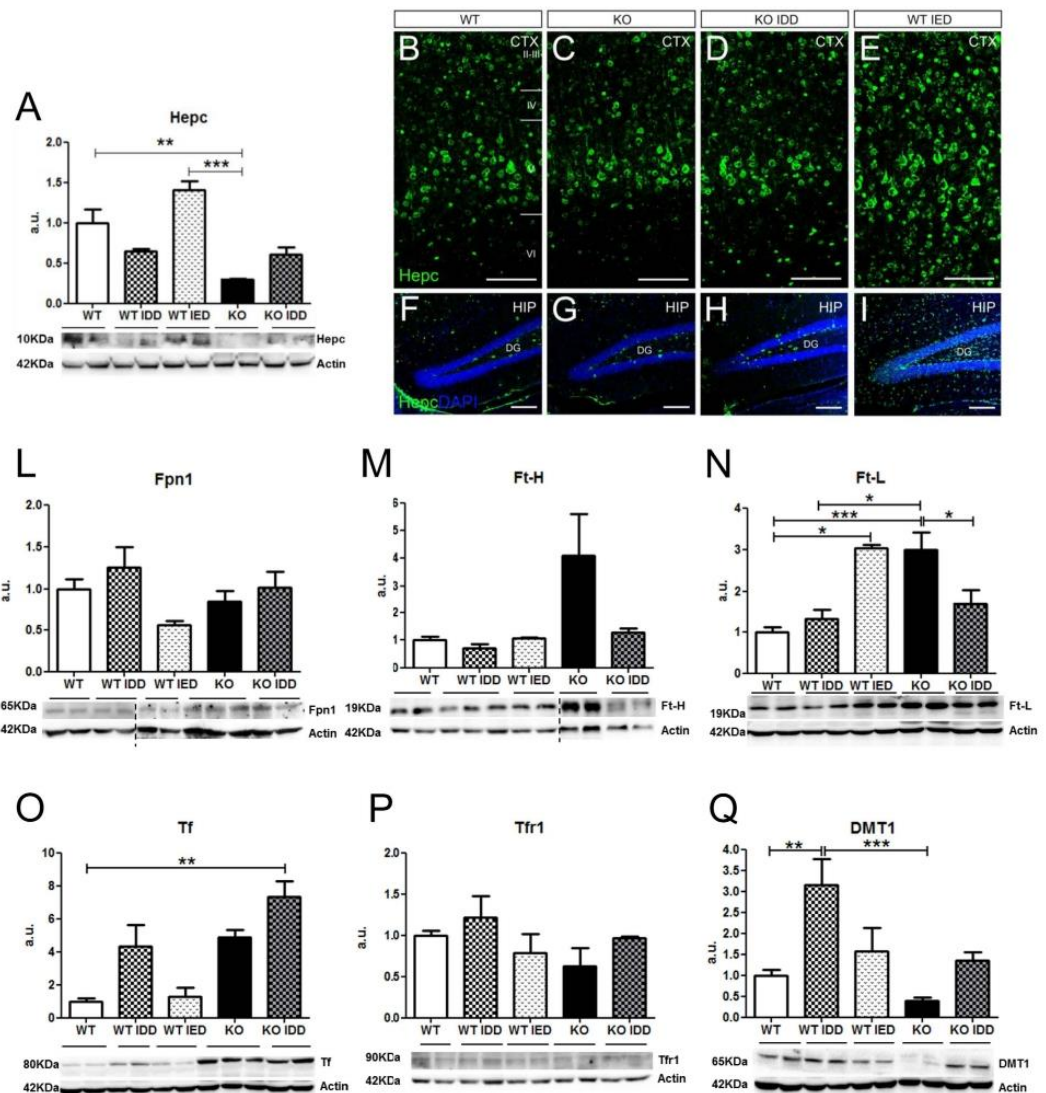 WT KO KO IDD WT IED
A
Hepc
**
***
2.0
1.5
1.0
0.5
0.0
a.u.
WT WT IDD WT IED KO KO IDD
10KDa Hepc
42KDa Actin
B CTX
II-III
IV
VI
Hepc
C CTX
D CTX
E CTX
F HIP
DG
HepcDAPI
G HIP
DG
H HIP
DG
I HIP
DG
L
Fpn1
2.0
1.5
1.0
0.5
0.0
a.u.
WT WT IDD WT IED KO KO IDD
65KDa Fpn1
42KDa Actin
M
Ft-H
6
5
4
2
1
0
a.u.
WT WT IDD WT IED KO KO IDD
19KDa Ft-H
42KDa Actin
N
Ft-L
*
***
*
*
4
3
2
1
0
a.u.
WT WT IDD WT IED KO KO IDD
19KDa Ft-L
42KDa Actin
O
Tf
**
10
8
6
4
2
0
a.u.
WT WT IDD WT IED KO KO IDD
80KDa Tf
42KDa Actin
P
Tfr1
2.0
1.5
1.0
0.5
0.0
a.u.
WT WT IDD WT IED KO KO IDD
90KDa Tfr1
42KDa Actin
Q
DMT1
** ***
4.0
3.5
3.0
2.5
2.0
1.5
1.0
0.5
0.0
a.u.
WT WT IDD WT IED KO KO IDD
65KDa DMT1
42KDa Actin